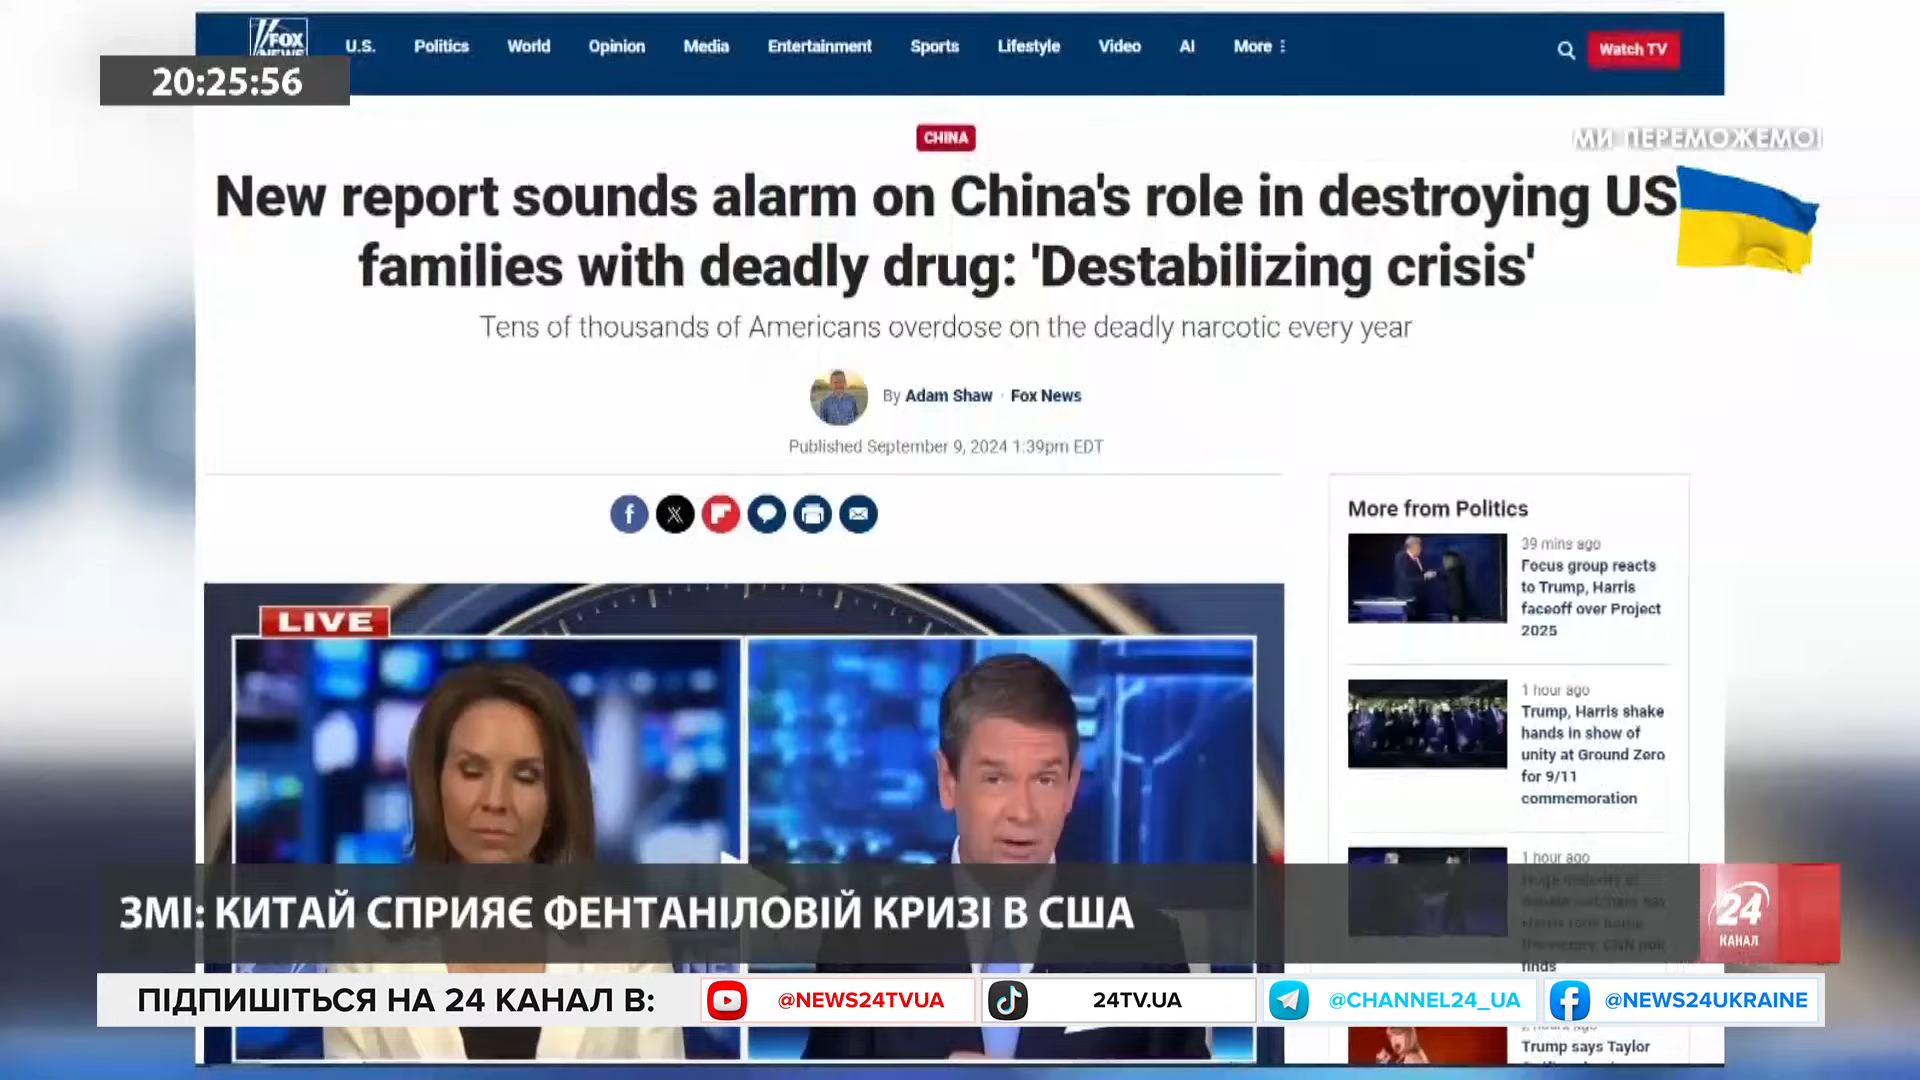 FOX
NEWS
U.S.
Politics
World
Opinion
Media
Entertainment
Sports
Lifestyle
Video
AI
More
Watch TV
20:25:56
CHINA
МИ ПЕРЕМОЖЕМО!
New report sounds alarm on China's role in destroying US
families with deadly drug: 'Destabilizing crisis'
Tens of thousands of Americans overdose on the deadly narcotic every year
By Adam Shaw · Fox News
Published September 9, 2024 1:39pm EDT
More from Politics
39 mins ago
Focus group reacts
to Trump, Harris
faceoff over Project
2025
1 hour ago
Trump, Harris shake
hands in show of
unity at Ground Zero
for 9/11
commemoration
1 hour ago
finds
2 hours ago
Trump says Taylor
LIVE
ЗМІ: КИТАЙ СПРИЯЄ ФЕНТАНІЛОВІЙ КРИЗІ В США
24
КАНАЛ
ПІДПИШІТЬСЯ НА 24 КАНАЛ В:
@NEWS24TVUA
24TV.UA
@CHANNEL24_UA
@NEWS24UKRAINE